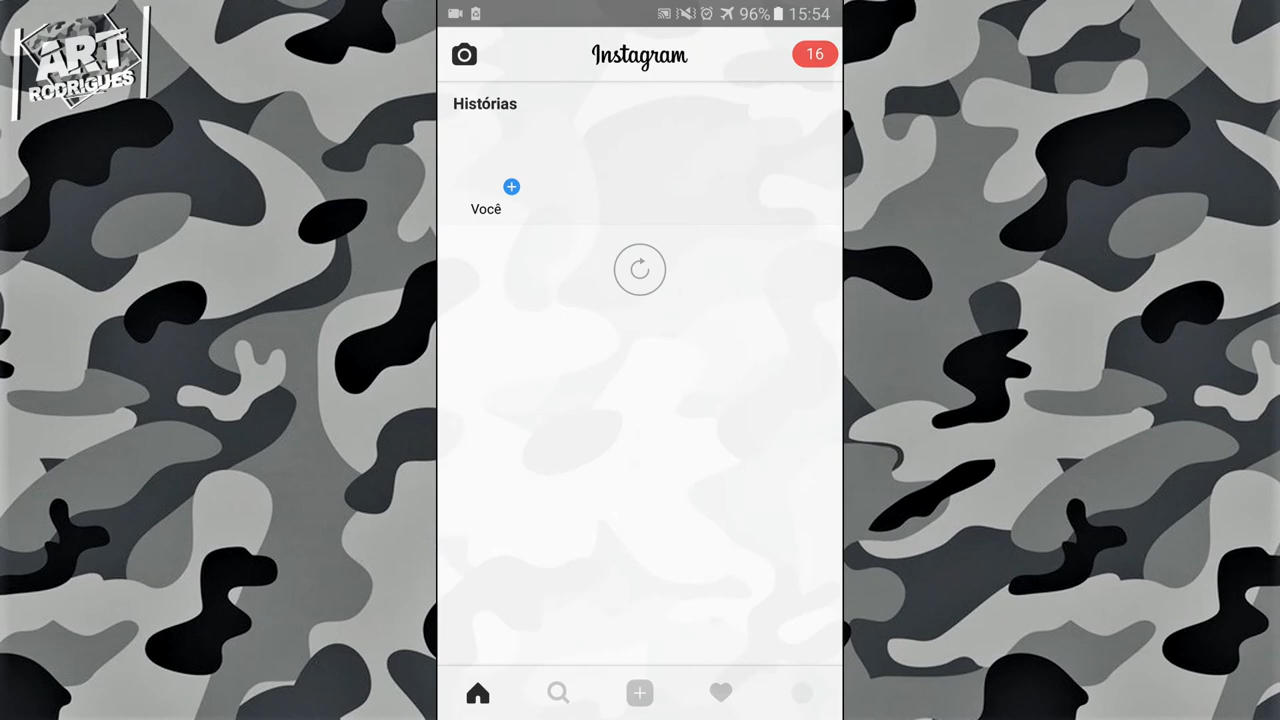 ART
RODRIGUES
96% 15:54
Instagram
16
Histórias
Você